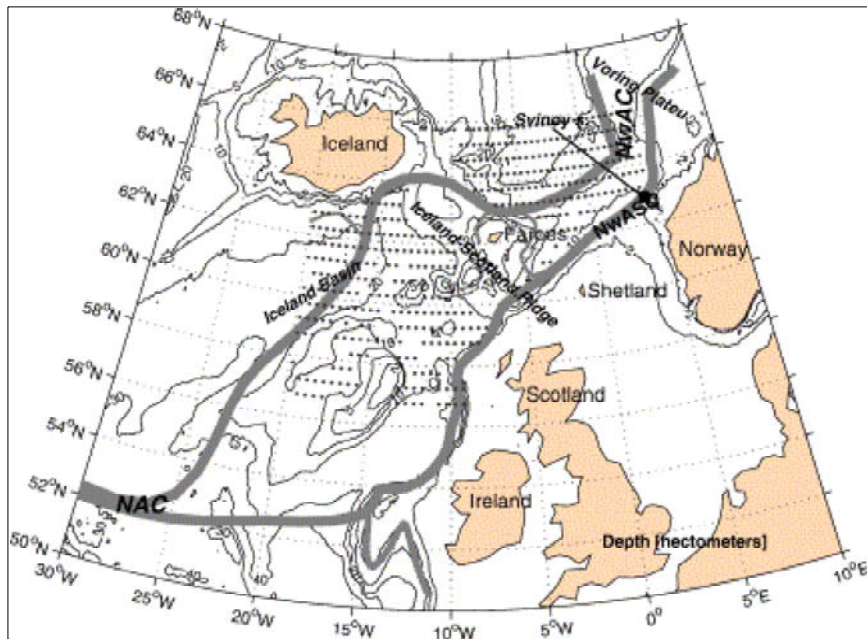 68°N
66°N
64°N
62°N
60°N
58°N
56°N
54°N
52°N
50°N
30°W
25°W
20°W
15°W
10°W
5°W
0°
5°E
10°E
Voring Plateu
NwAC
Svinoy s.
Iceland
NwASC
Faroes
Norway
Iceland-Scotland Ridge
Iceland Basin
Shetland
Scotland
NAC
Ireland
Depth [hectometers]